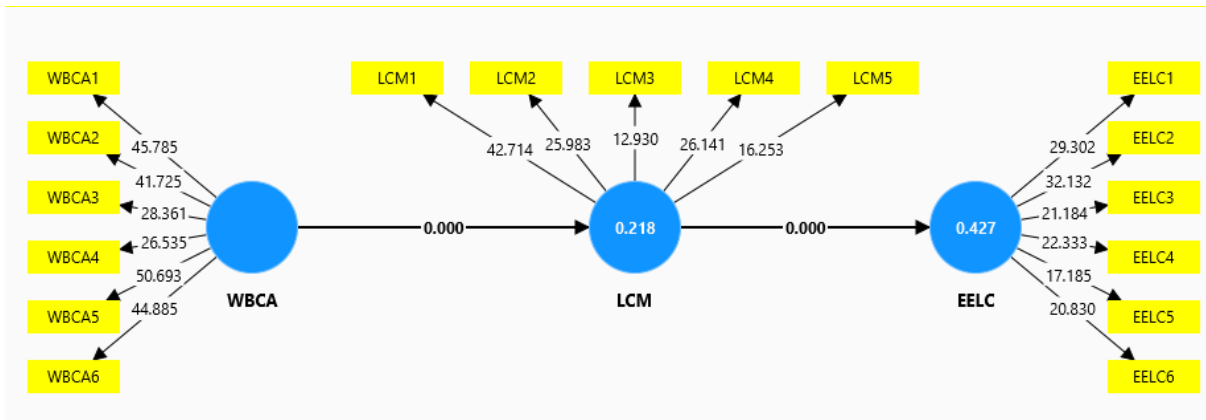 WBCA1
WBCA2
WBCA3
WBCA4
WBCA5
WBCA6
45.785
41.725
28.361
26.535
50.693
44.885
WBCA
0.000
LCM1
LCM2
LCM3
LCM4
LCM5
42.714
25.983
12.930
26.141
16.253
0.218
LCM
0.000
0.427
EELC
29.302
32.132
21.184
22.333
17.185
20.830
EELC1
EELC2
EELC3
EELC4
EELC5
EELC6